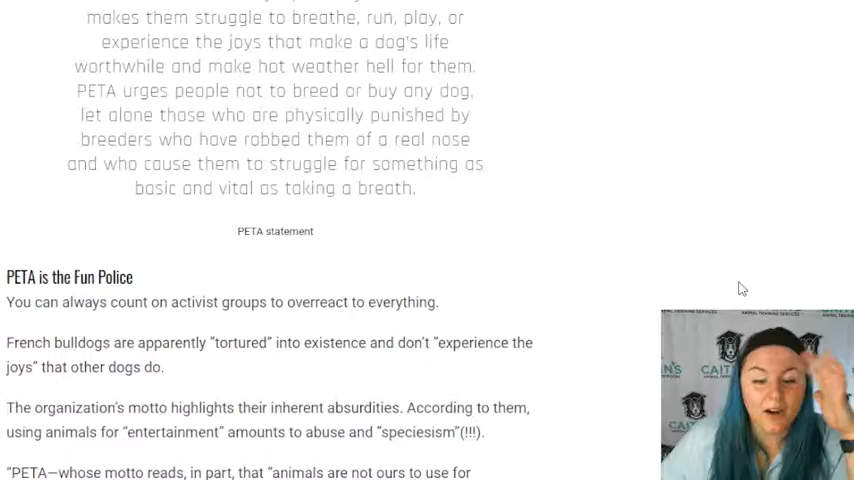 makes them struggle to breathe, run, play, or
experience the joys that make a dog's life
worthwhile and make hot weather hell for them.
PETA urges people not to breed or buy any dog,
let alone those who are physically punished by
breeders who have robbed them of a real nose
and who cause them to struggle for something as
basic and vital as taking a breath.
PETA statement
PETA is the Fun Police
You can always count on activist groups to overreact to everything.
French bulldogs are apparently "tortured" into existence and don't "experience the
joys" that other dogs do.
The organization's motto highlights their inherent absurdities. According to them,
using animals for "entertainment" amounts to abuse and "speciesism"(!!!).
"PETA—whose motto reads, in part, that "animals are not ours to use for